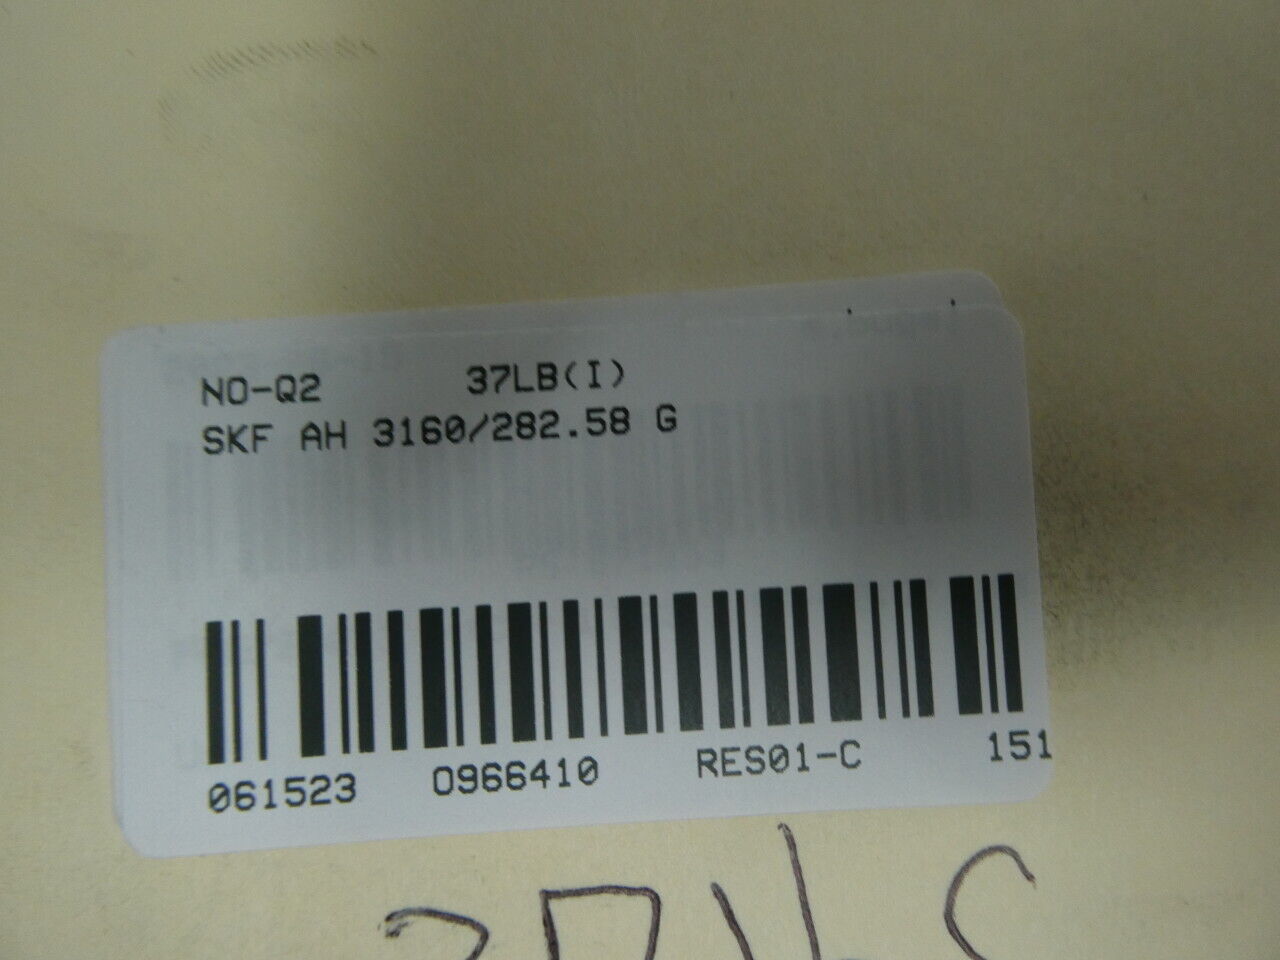 NO-Q2 37LB(I)
SKF AH 3160/282.58 G
061523 0966410 RES01-C 151